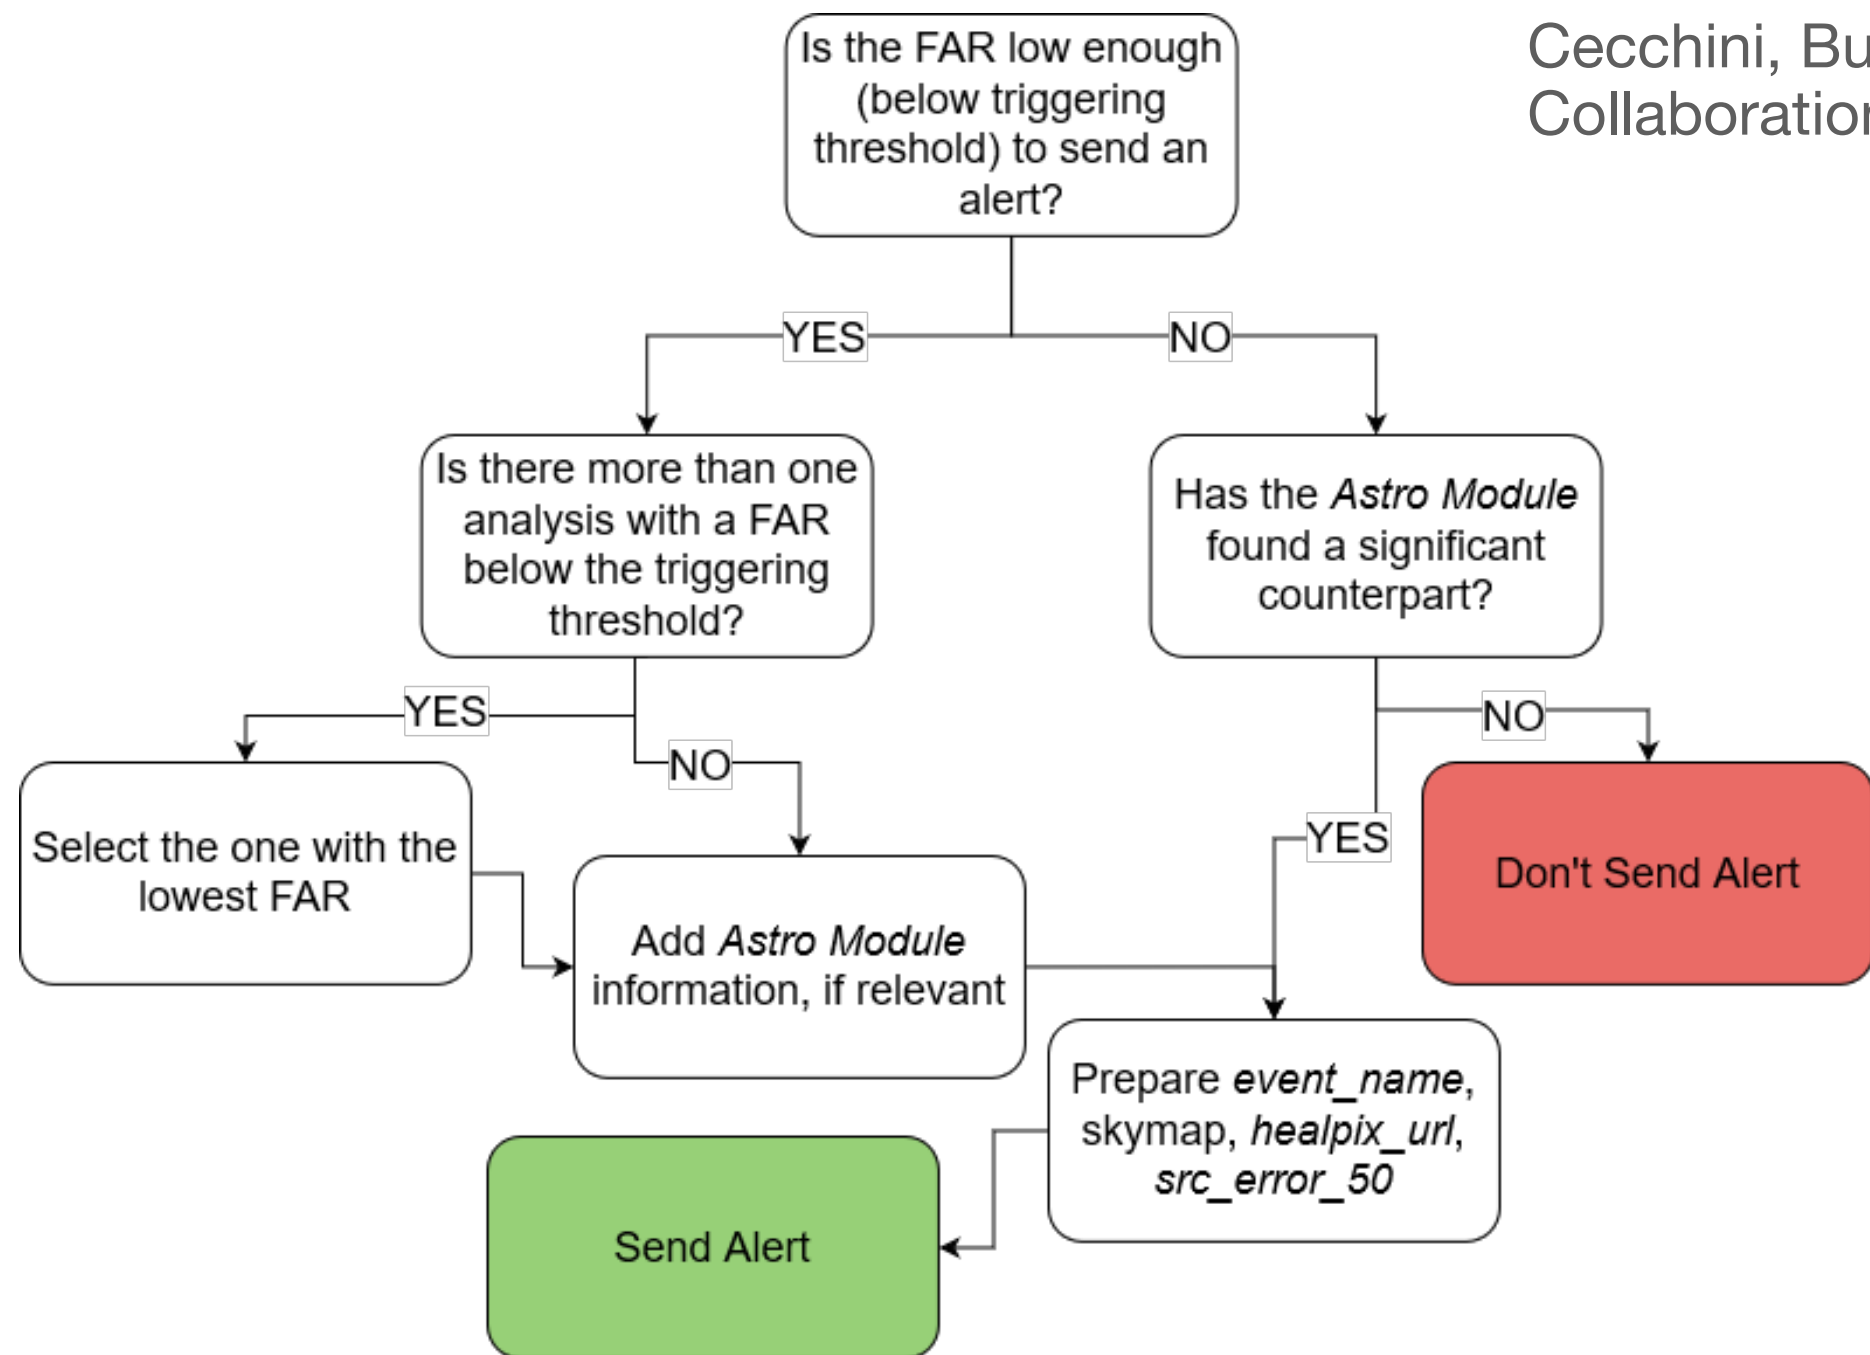 Cecchini, Bu
Collaboration
Is the FAR low enough
(below triggering
threshold) to send an
alert?
YES
NO
Is there more than one
analysis with a FAR
below the triggering
threshold?
Has the Astro Module
found a significant
counterpart?
YES
NO
NO
YES
Select the one with the
lowest FAR
Don't Send Alert
Add Astro Module
information, if relevant
Prepare event_name,
skymap, healpix_url,
src_error_50
Send Alert